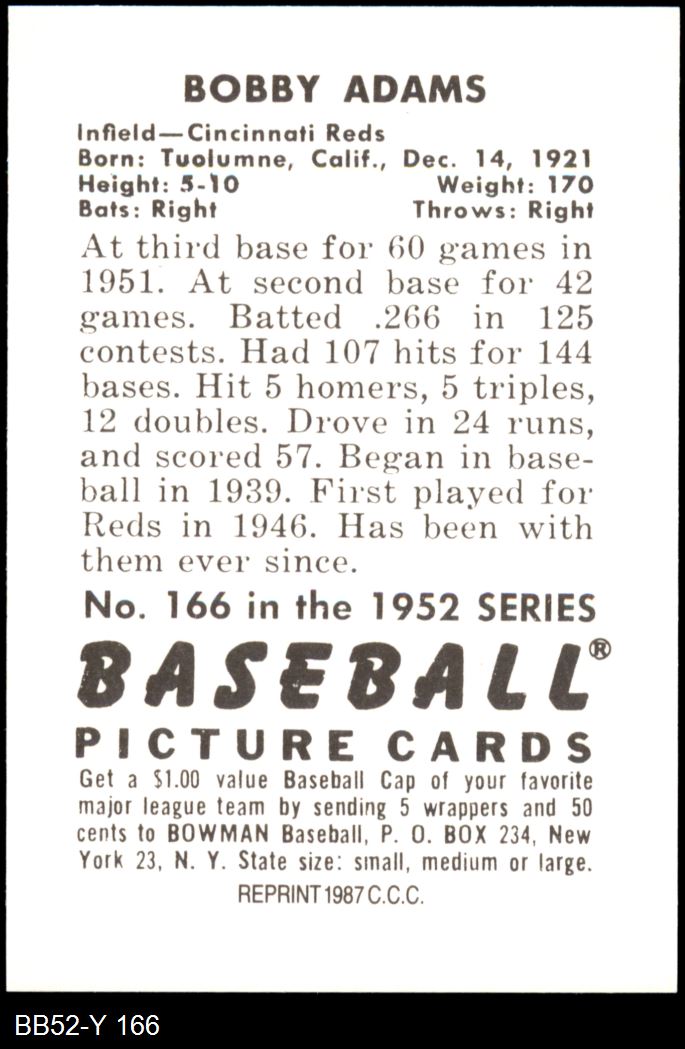 BOBBY ADAMS
Infield—Cincinnati Reds
Born: Tuolumne, Calif., Dec. 14, 1921
Height: 5-10 Weight: 170
Bats: Right Throws: Right
At third base for 60 games in
1951. At second base for 42
games. Batted .266 in 125
contests. Had 107 hits for 144
bases. Hit 5 homers, 5 triples,
12 doubles. Drove in 24 runs,
and scored 57. Began in base-
ball in 1939. First played for
Reds in 1946. Has been with
them ever since.
No. 166 in the 1952 SERIES
BASEBALL®
PICTURE CARDS
Get a $1.00 value Baseball Cap of your favorite
major league team by sending 5 wrappers and 50
cents to BOWMAN Baseball, P. O. BOX 234, New
York 23, N. Y. State size: small, medium or large.
REPRINT 1987 C.C.C.
BB52-Y 166